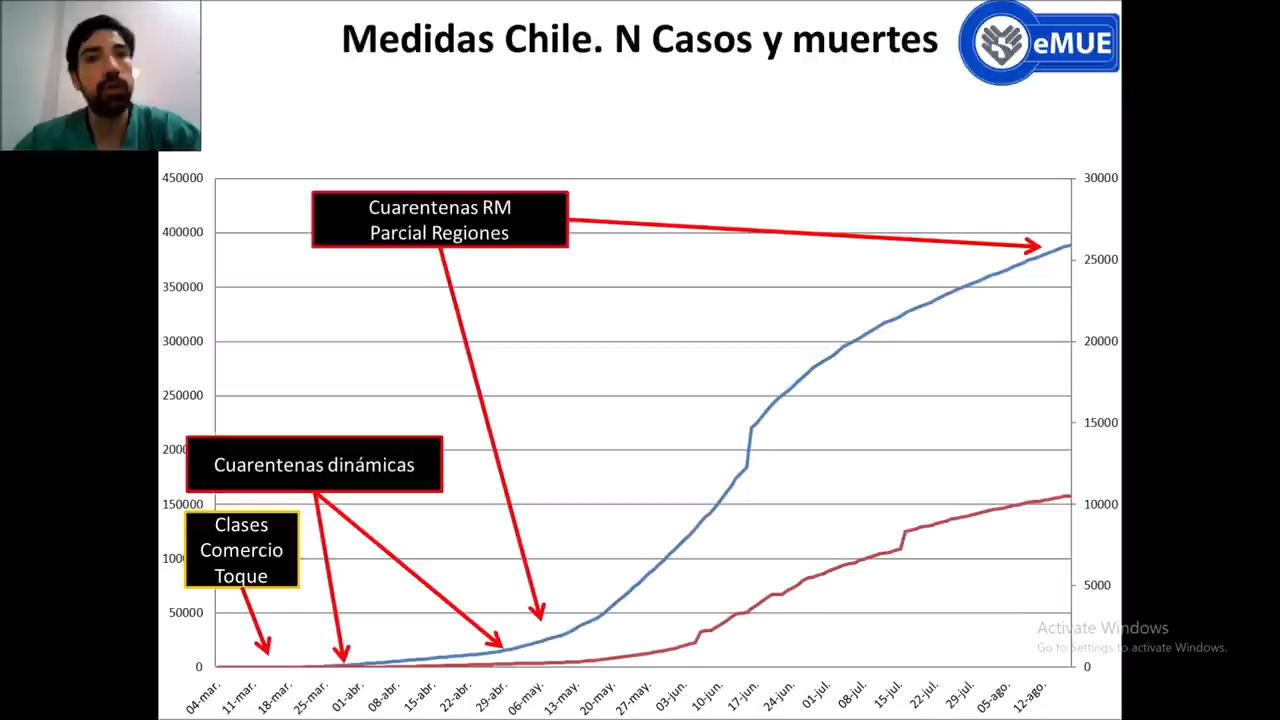 Medidas Chile. N Casos y muertes
eMUE
450000
400000
350000
300000
250000
200
150000
100
50000
0
30000
25000
20000
15000
10000
5000
0
Cuarentenas RM
Parcial Regiones
Cuarentenas dinámicas
Clases
Comercio
Toque
04-mar.
11-mar.
18-mar.
25-mar.
01-abr.
08-abr.
15-abr.
22-abr.
29-abr.
06-may.
13-may.
20-may.
27-may.
03-jun.
10-jun.
17-jun.
24-jun.
01-jul.
08-jul.
15-jul.
22-jul.
29-jul.
05-ago.
12-ago.
Activate Windows
Go to Settings to activate Windows.